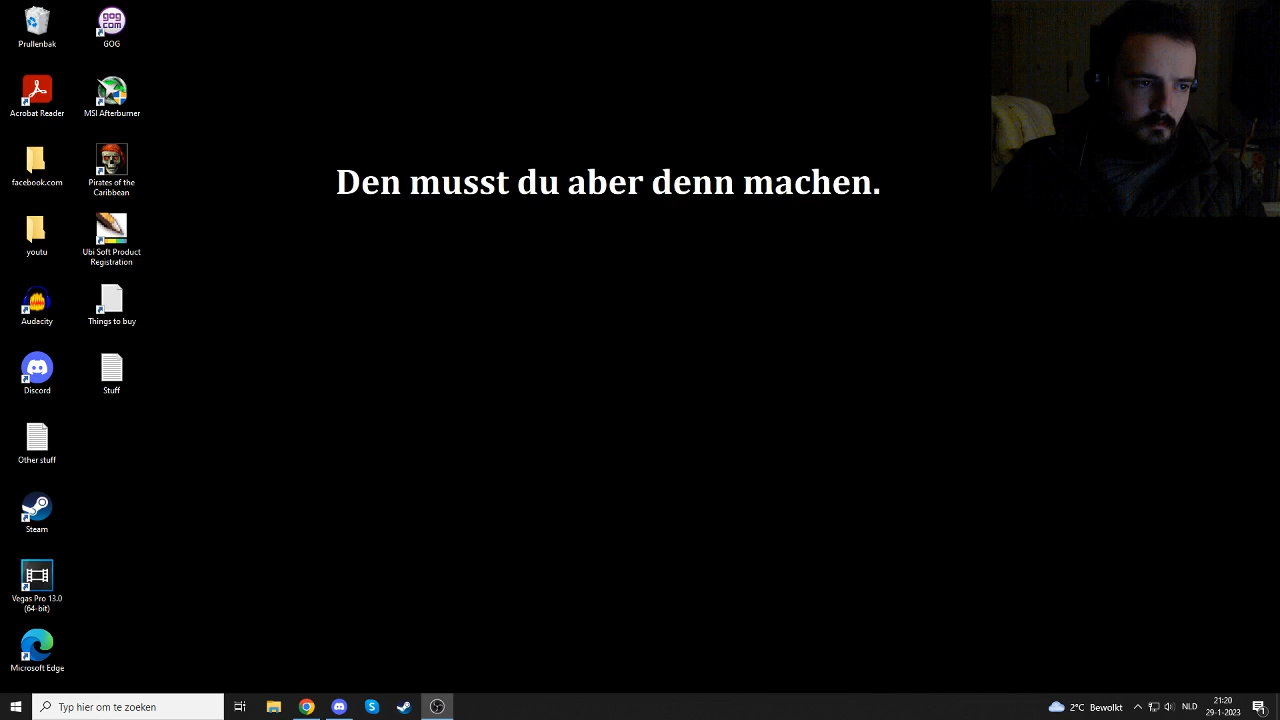 Prullenbak
GOG
Acrobat Reader
MSI Afterburner
facebook.com
Pirates of the
Caribbean
youtu
Ubi Soft Product
Registration
Audacity
Things to buy
Discord
Stuff
Other stuff
Steam
Vegas Pro 13.0
(64-bit)
Microsoft Edge
Den musst du aber denn machen.
Typ hier om te zoeken
2°C Bewolkt
NLD
21:20
29-1-2023